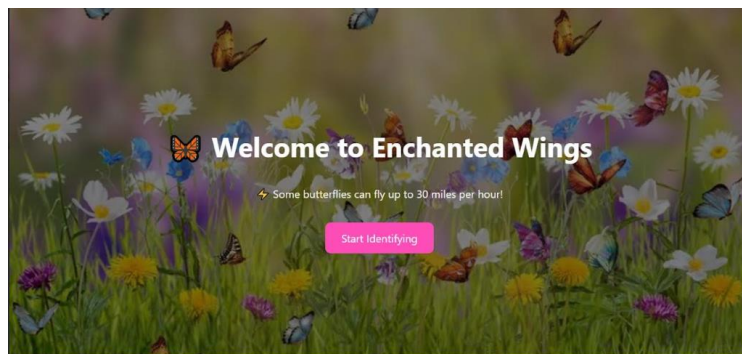 🦋 Welcome to Enchanted Wings
⚡ Some butterflies can fly up to 30 miles per hour!
Start Identifying